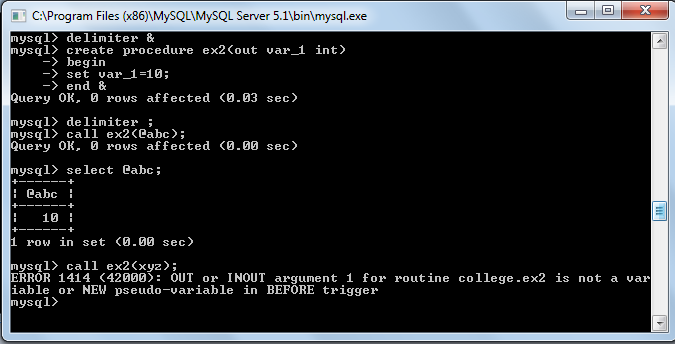 C:\Program Files (x86)\MySQL\MySQL Server 5.1\bin\mysql.exe
mysql> delimiter &
mysql> create procedure ex2(out var_1 int)
    -> begin
    -> set var_1=10;
    -> end &
Query OK, 0 rows affected (0.03 sec)
mysql> delimiter ;
mysql> call ex2(@abc);
Query OK, 0 rows affected (0.00 sec)
mysql> select @abc;
+------+
¦ @abc ¦
+------+
¦   10 ¦
+------+
1 row in set (0.00 sec)
mysql> call ex2(xyz);
ERROR 1414 (42000): OUT or INOUT argument 1 for routine college.ex2 is not a var
iable or NEW pseudo-variable in BEFORE trigger
mysql>